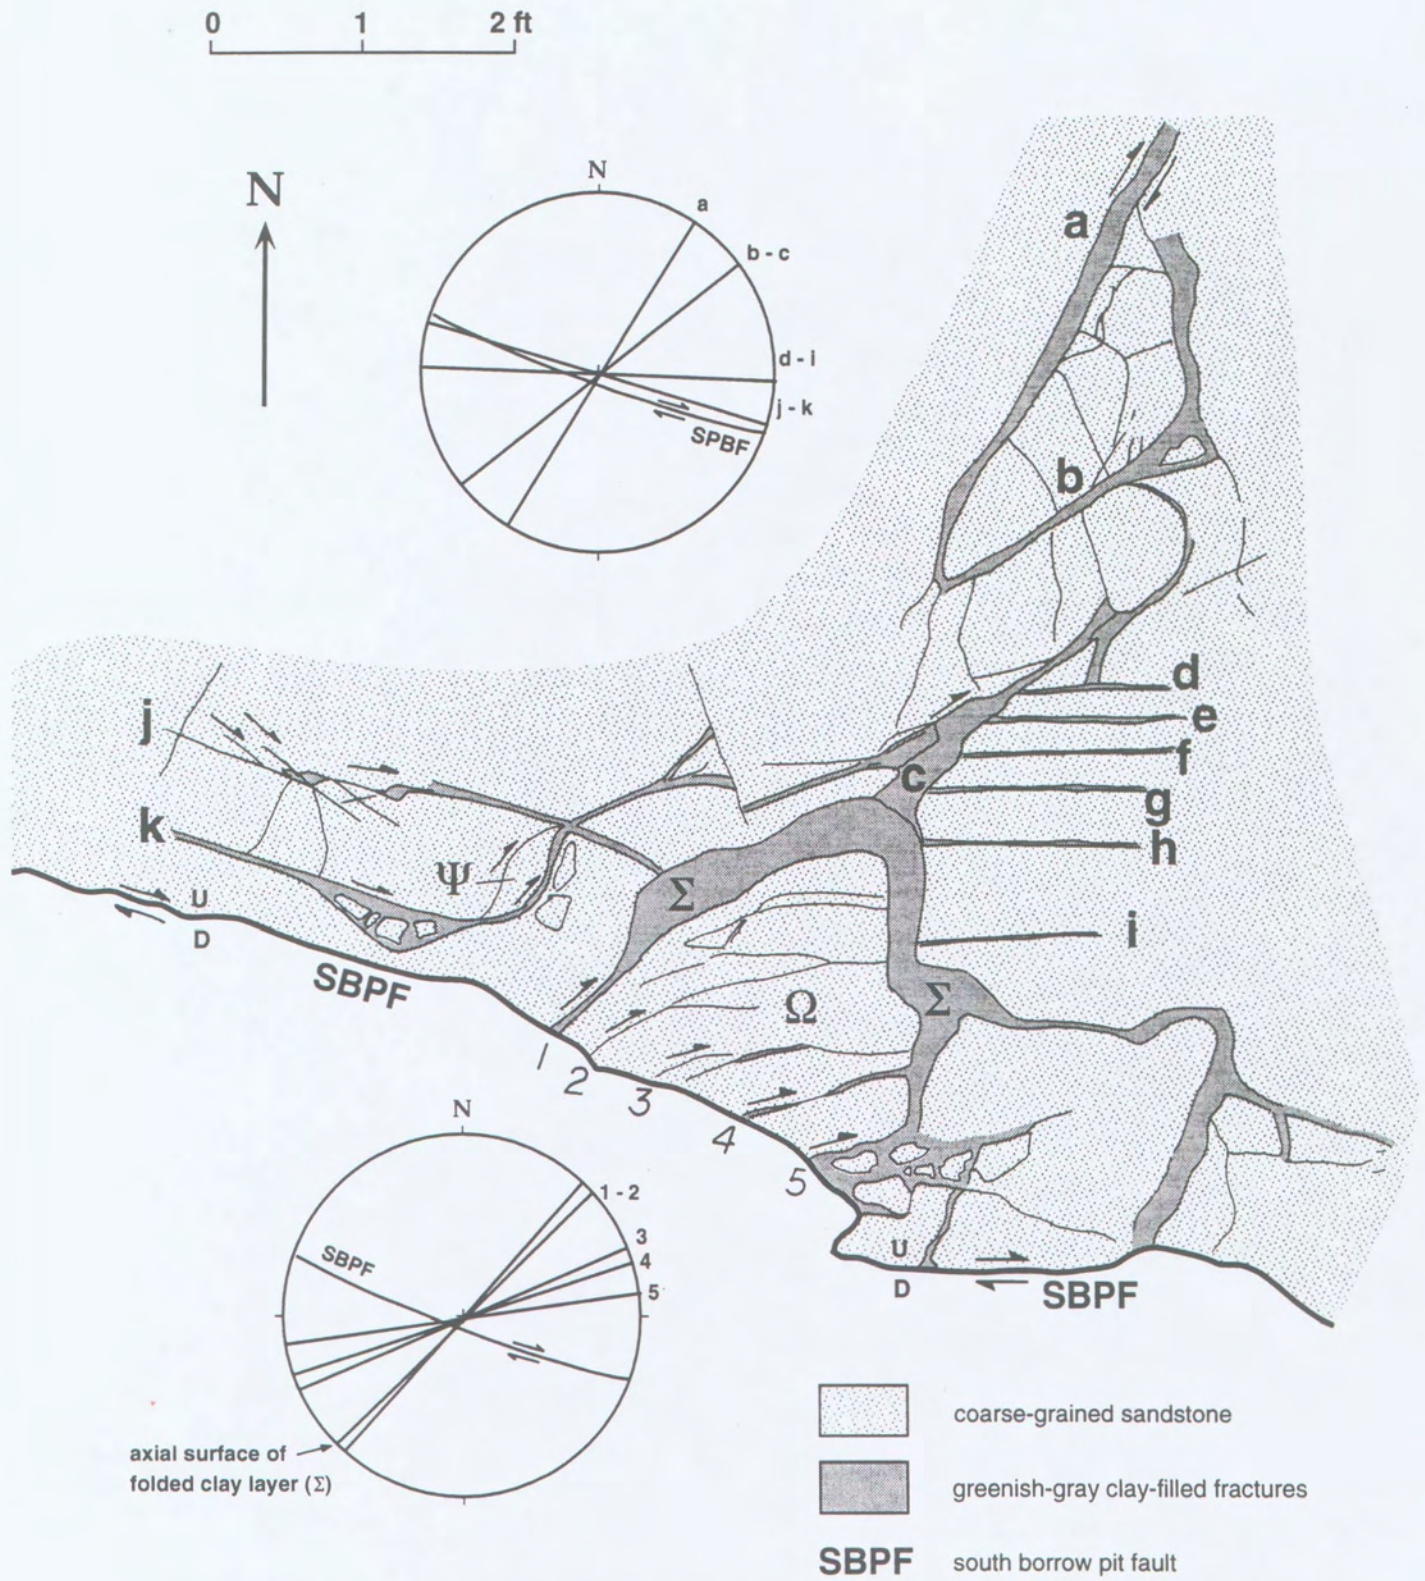 0 1 2 ft
N
N
a
b - c
d - i
j - k
SPBF
a
b
c
d
e
f
g
h
i
j
k
Ψ
Σ
Σ
Ω
U
D
SBPF
1
2
3
4
5
U
D
SBPF
N
1 - 2
3
4
5
SBPF
axial surface of
folded clay layer (Σ)
coarse-grained sandstone
greenish-gray clay-filled fractures
SBPF south borrow pit fault